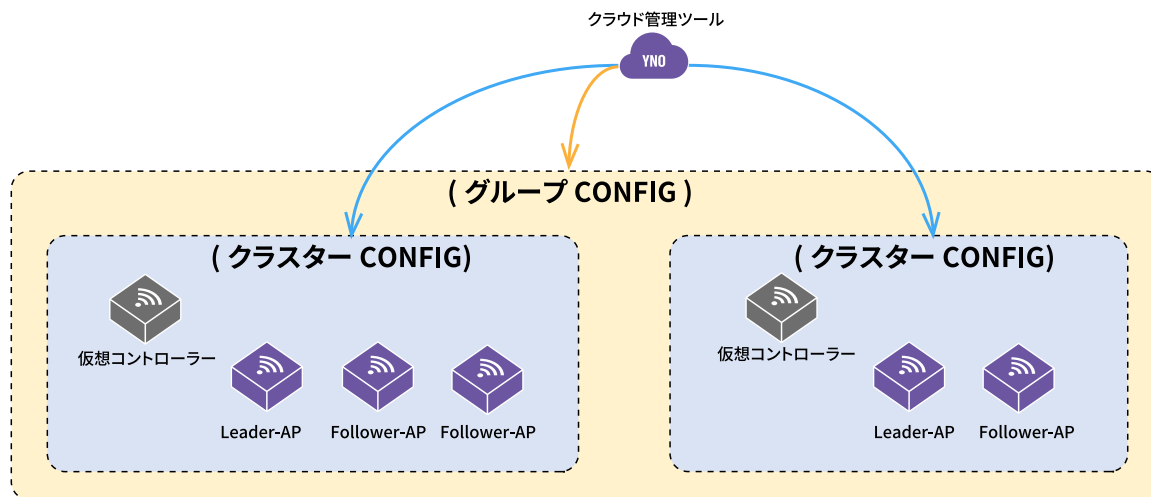 クラウド管理ツール
YNO
( グループ CONFIG )
( クラスター CONFIG)
仮想コントローラー
Leader-AP
Follower-AP
Follower-AP
( クラスター CONFIG)
仮想コントローラー
Leader-AP
Follower-AP